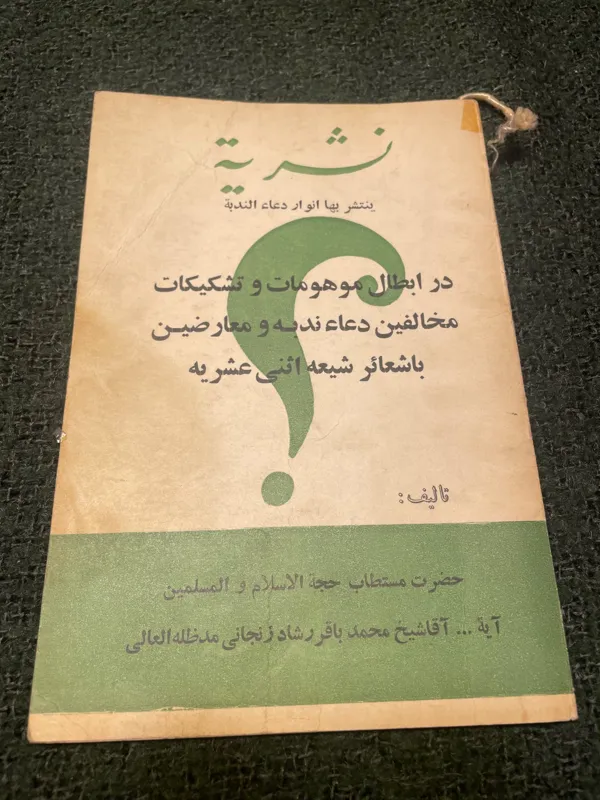 نشریة
ینتشر بها انوار دعاء الندبة
در ابطال موهومات و تشکیکات
مخالفین دعاء ندبه و معارضین
باشعائر شیعه اثنی عشریه
؟
تالیف :
حضرت مستطاب حجة الاسلام و المسلمین
آیة ... آقاشیخ محمد باقر رشاد زنجانی مدظله العالی